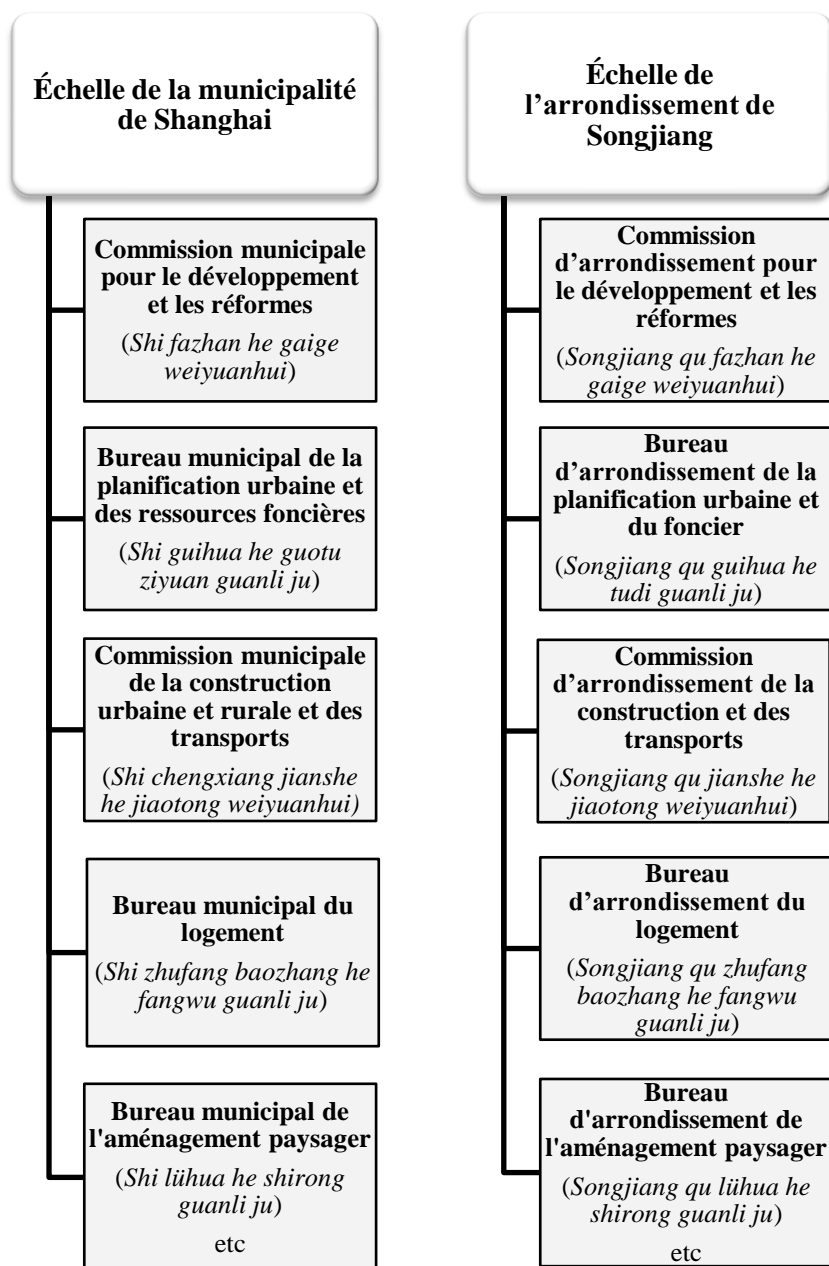 Échelle de la municipalité
de Shanghai
Commission municipale
pour le développement
et les réformes
(Shi fazhan he gaige
weiyuanhui)
Bureau municipal de la
planification urbaine et
des ressources foncières
(Shi guihua he guotu
ziyuan guanli ju)
Commission municipale
de la construction
urbaine et rurale et des
transports
(Shi chengxiang jianshe
he jiaotong weiyuanhui)
Bureau municipal du
logement
(Shi zhufang baozhang he
fangwu guanli ju)
Bureau municipal de
l'aménagement paysager
(Shi lühua he shirong
guanli ju)
etc
Échelle de
l’arrondissement de
Songjiang
Commission
d’arrondissement pour
le développement et les
réformes
(Songjiang qu fazhan he
gaige weiyuanhui)
Bureau
d’arrondissement de la
planification urbaine et
du foncier
(Songjiang qu guihua he
tudi guanli ju)
Commission
d’arrondissement de la
construction et des
transports
(Songjiang qu jianshe he
jiaotong weiyuanhui)
Bureau
d’arrondissement du
logement
(Songjiang qu zhufang
baozhang he fangwu
guanli ju)
Bureau
d'arrondissement de
l'aménagement paysager
(Songjiang qu lühua he
shirong guanli ju)
etc